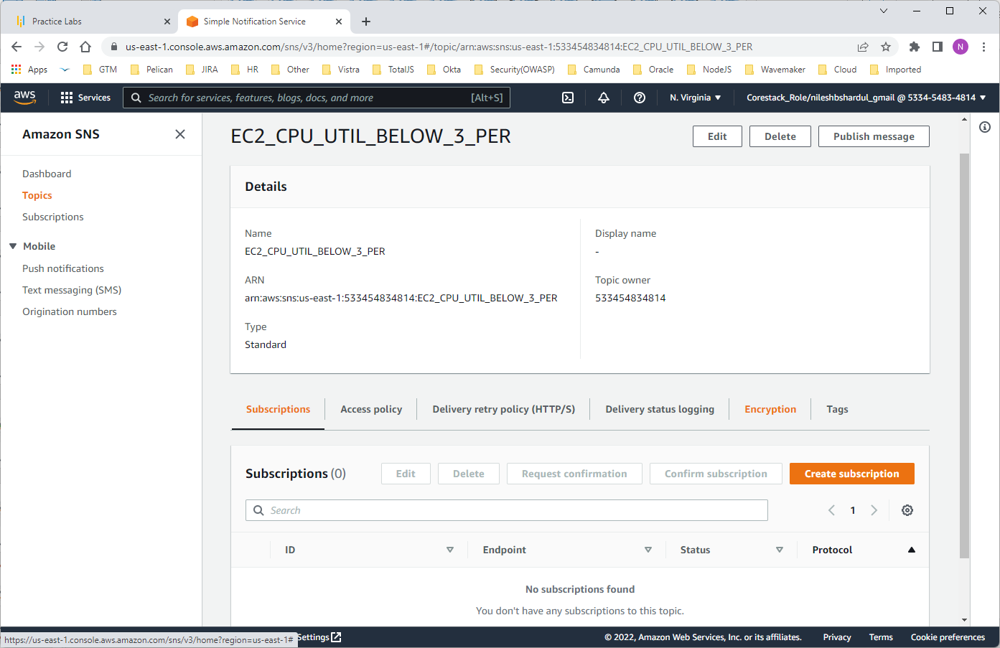 Practice Labs
Simple Notification Service
us-east-1.console.aws.amazon.com/sns/v3/home?region=us-east-1#/topic/arn:aws:sns:us-east-1:533454834814:EC2_CPU_UTIL_BELOW_3_PER
N
Apps GTM Pelican JIRA HR Other Vistra TotalJS Okta Security(OWASP) Camunda Oracle NodeJS Wavemaker Cloud Imported
aws Services Search for services, features, blogs, docs, and more [Alt+S] N. Virginia Corestack_Role/nileshbshardul_gmail @ 5334-5483-4814
Amazon SNS
Dashboard
Topics
Subscriptions
Mobile
Push notifications
Text messaging (SMS)
Origination numbers
EC2_CPU_UTIL_BELOW_3_PER
Edit Delete Publish message
Details
Name
EC2_CPU_UTIL_BELOW_3_PER
ARN
arn:aws:sns:us-east-1:533454834814:EC2_CPU_UTIL_BELOW_3_PER
Type
Standard
Display name
-
Topic owner
533454834814
Subscriptions Access policy Delivery retry policy (HTTP/S) Delivery status logging Encryption Tags
Subscriptions (0) Edit Delete Request confirmation Confirm subscription Create subscription
Search 1
ID Endpoint Status Protocol
No subscriptions found
You don't have any subscriptions to this topic.
https://us-east-1.console.aws.amazon.com/sns/v3/home?region=us-east-1# Settings © 2022, Amazon Web Services, Inc. or its affiliates. Privacy Terms Cookie preferences